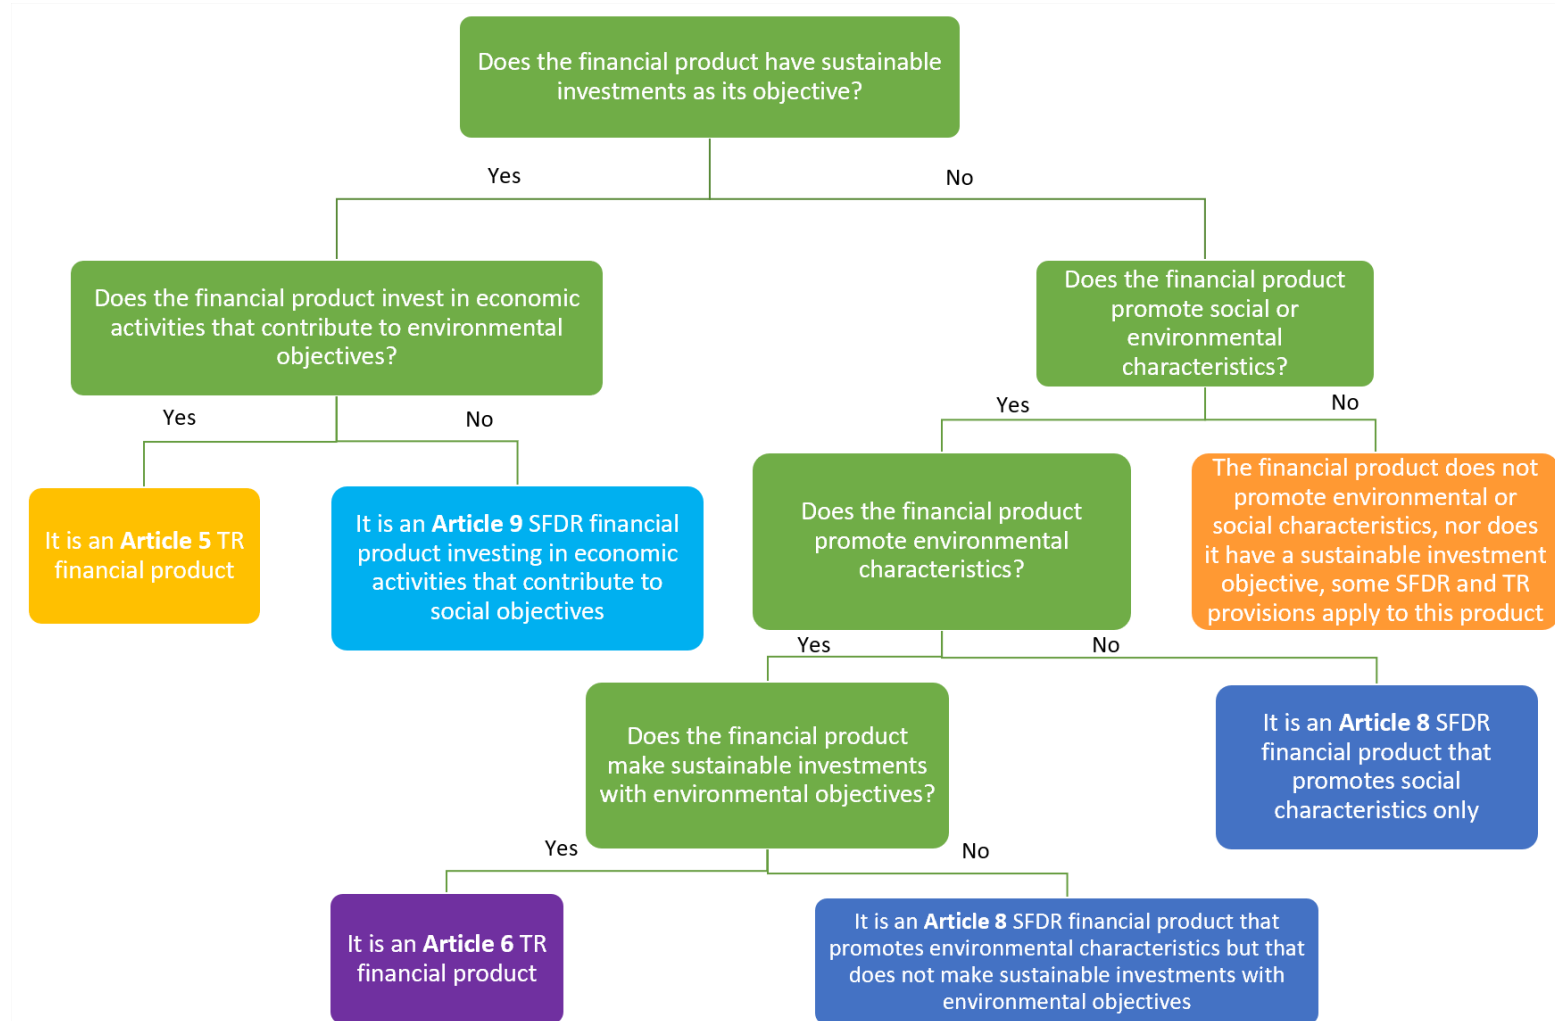 Does the financial product have sustainable
investments as its objective?
Yes
No
Does the financial product invest in economic
activities that contribute to environmental
objectives?
Does the financial product
promote social or
environmental
characteristics?
Yes
No
Yes
No
It is an Article 5 TR
financial product
It is an Article 9 SFDR financial
product investing in economic
activities that contribute to
social objectives
Does the financial product
promote environmental
characteristics?
The financial product does not
promote environmental or
social characteristics, nor does
it have a sustainable investment
objective, some SFDR and TR
provisions apply to this product
Yes
No
Does the financial product
make sustainable investments
with environmental objectives?
It is an Article 8 SFDR
financial product that
promotes social
characteristics only
Yes
No
It is an Article 6 TR
financial product
It is an Article 8 SFDR financial product that
promotes environmental characteristics but that
does not make sustainable investments with
environmental objectives